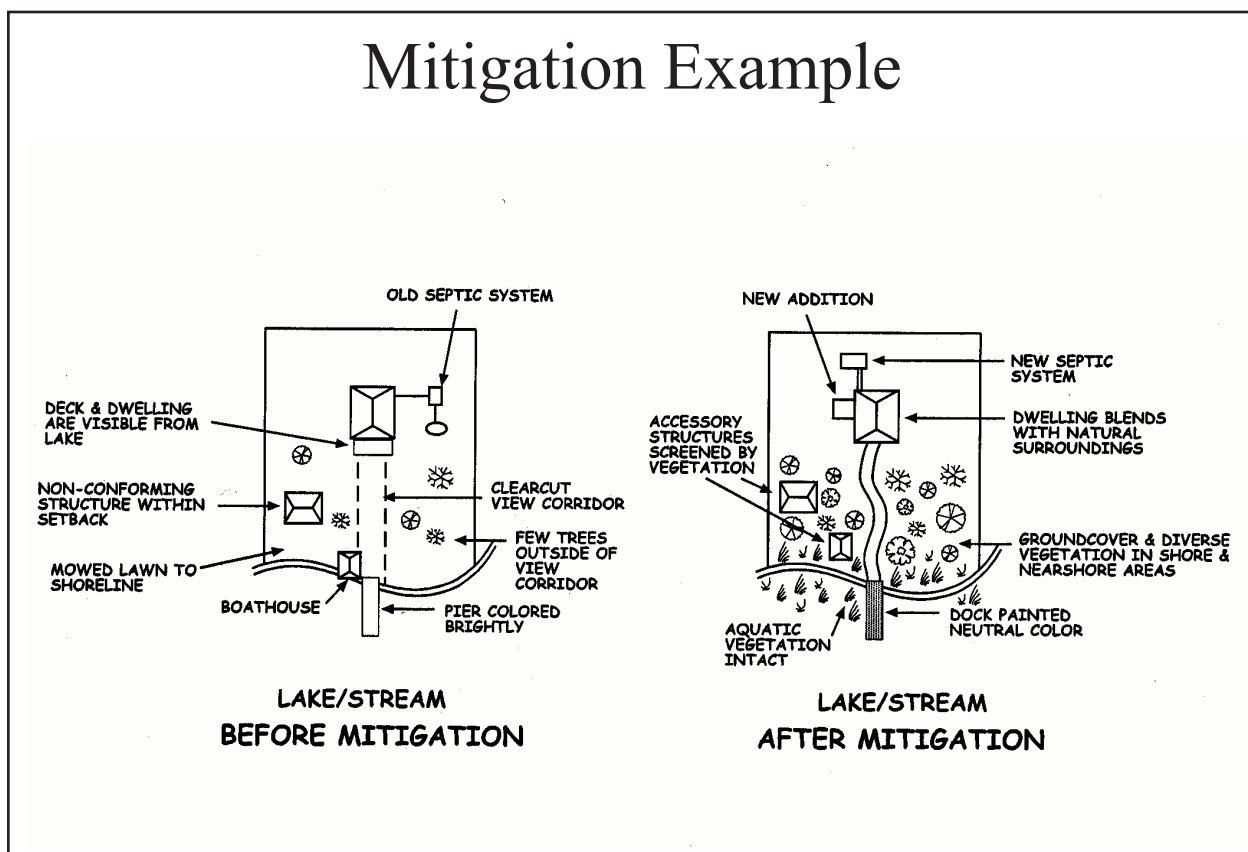 Mitigation Example
OLD SEPTIC SYSTEM
DECK & DWELLING
ARE VISIBLE FROM
LAKE
NON-CONFORMING
STRUCTURE WITHIN
SETBACK
CLEARCUT
VIEW CORRIDOR
MOWED LAWN TO
SHORELINE
FEW TREES
OUTSIDE OF
VIEW
CORRIDOR
BOATHOUSE
PIER COLORED
BRIGHTLY
LAKE/STREAM
BEFORE MITIGATION
NEW ADDITION
NEW SEPTIC
SYSTEM
ACCESSORY
STRUCTURES
SCREENED BY
VEGETATION
DWELLING BLENDS
WITH NATURAL
SURROUNDINGS
GROUNDCOVER & DIVERSE
VEGETATION IN SHORE &
NEARSHORE AREAS
AQUATIC
VEGETATION
INTACT
DOCK PAINTED
NEUTRAL COLOR
LAKE/STREAM
AFTER MITIGATION